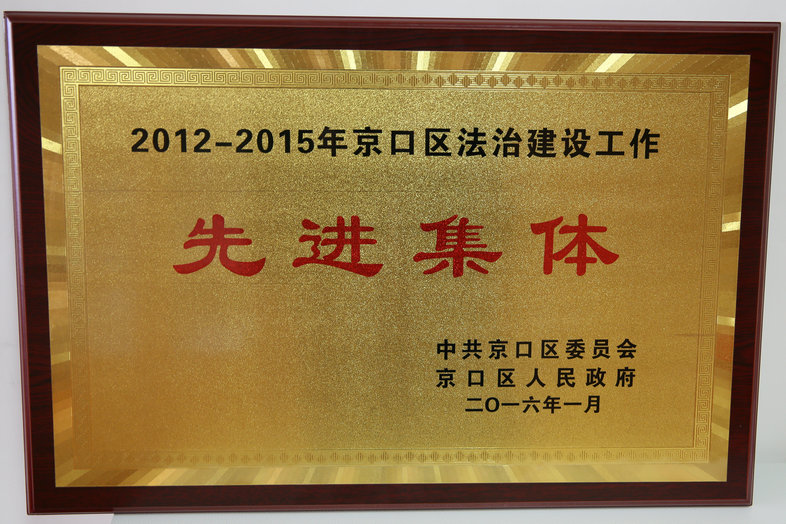 2012-2015年京口区法治建设工作
先进集体
中共京口区委员会
京口区人民政府
二〇一六年一月